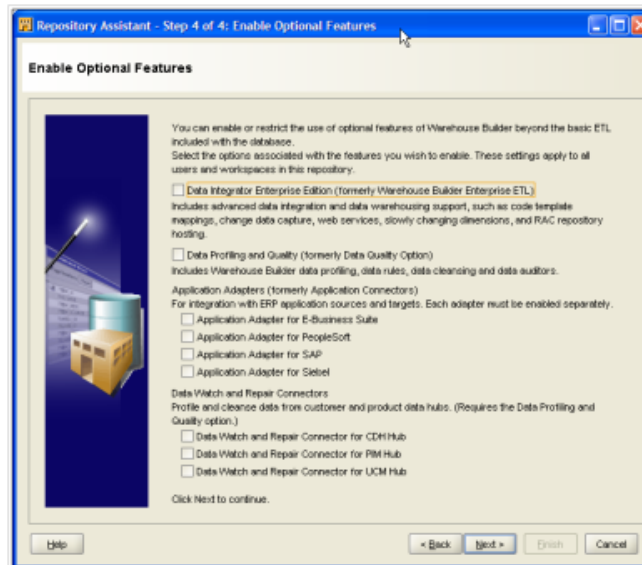 Repository Assistant - Step 4 of 4: Enable Optional Features
Enable Optional Features
You can enable or restrict the use of optional features of Warehouse Builder beyond the basic ETL
included with the database.
Select the options associated with the features you wish to enable. These settings apply to all
users and workspaces in this repository.
Data Integrator Enterprise Edition (formerly Warehouse Builder Enterprise ETL)
Includes advanced data integration and data warehousing support, such as code template
mappings, change data capture, web services, slowly changing dimensions, and RAC repository
hosting.
Data Profiling and Quality (formerly Data Quality Option)
Includes Warehouse Builder data profiling, data rules, data cleansing and data auditors.
Application Adapters (formerly Application Connectors)
For integration with ERP application sources and targets. Each adapter must be enabled separately.
Application Adapter for E-Business Suite
Application Adapter for PeopleSoft
Application Adapter for SAP
Application Adapter for Siebel
Data Watch and Repair Connectors
Profile and cleanse data from customer and product data hubs. (Requires the Data Profiling and
Quality option.)
Data Watch and Repair Connector for CDH Hub
Data Watch and Repair Connector for PIM Hub
Data Watch and Repair Connector for UCM Hub
Click Next to continue.
Help
< Back
Next >
Finish
Cancel